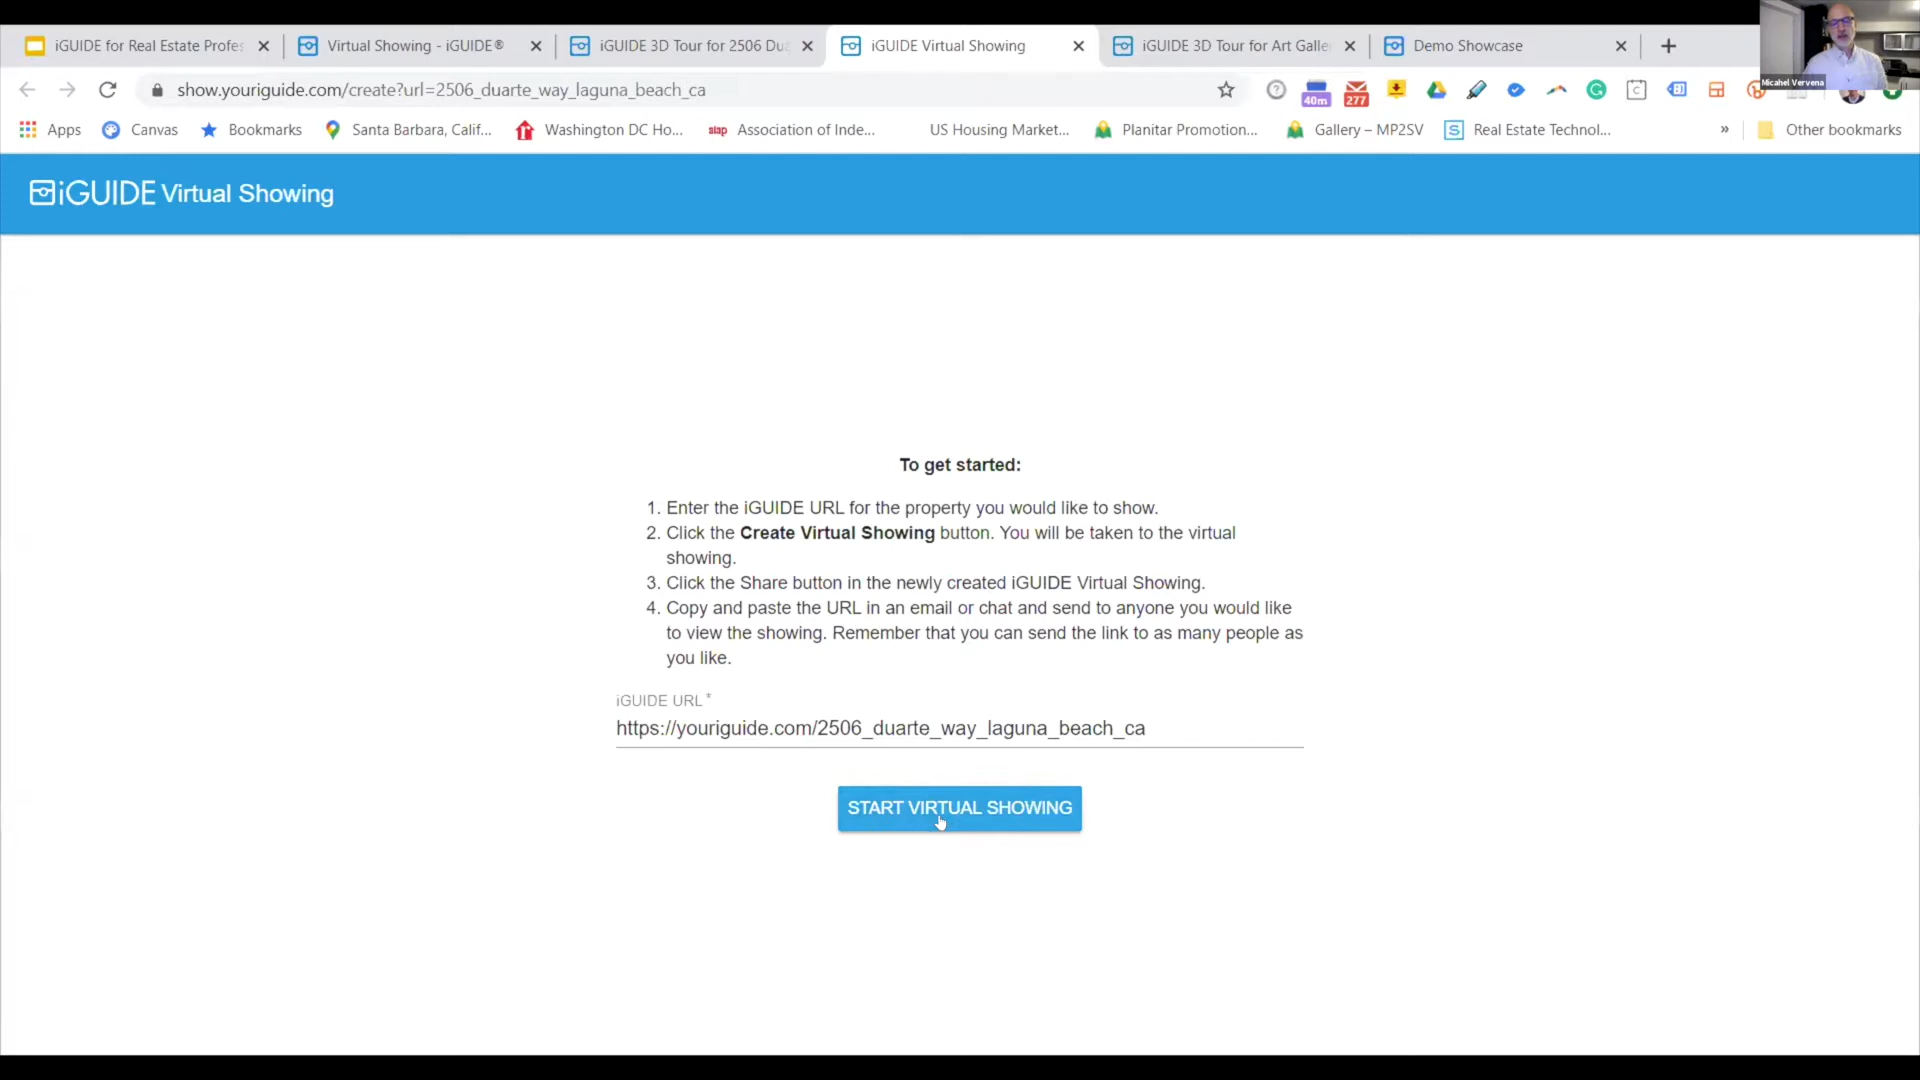 iGUIDE for Real Estate Profes
Virtual Showing - iGUIDE®
iGUIDE 3D Tour for 2506 Du
iGUIDE Virtual Showing
iGUIDE 3D Tour for Art Galle
Demo Showcase
show.youriguide.com/create?url=2506_duarte_way_laguna_beach_ca
40m
277
Micahel Vervena
Apps
Canvas
Bookmarks
Santa Barbara, Calif...
Washington DC Ho...
Association of Inde...
US Housing Market...
Planitar Promotion...
Gallery – MP2SV
Real Estate Technol...
»
Other bookmarks
iGUIDE Virtual Showing
To get started:
1. Enter the iGUIDE URL for the property you would like to show.
2. Click the Create Virtual Showing button. You will be taken to the virtual
showing.
3. Click the Share button in the newly created iGUIDE Virtual Showing.
4. Copy and paste the URL in an email or chat and send to anyone you would like
to view the showing. Remember that you can send the link to as many people as
you like.
iGUIDE URL *
https://youriguide.com/2506_duarte_way_laguna_beach_ca
START VIRTUAL SHOWING